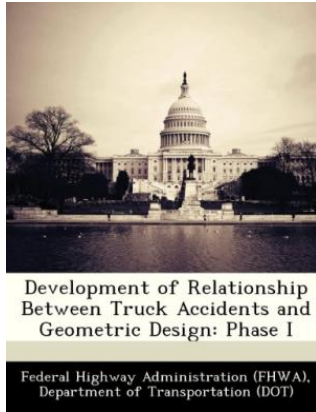 Development of Relationship
Between Truck Accidents and
Geometric Design: Phase I
Federal Highway Administration (FHWA),
Department of Transportation (DOT)